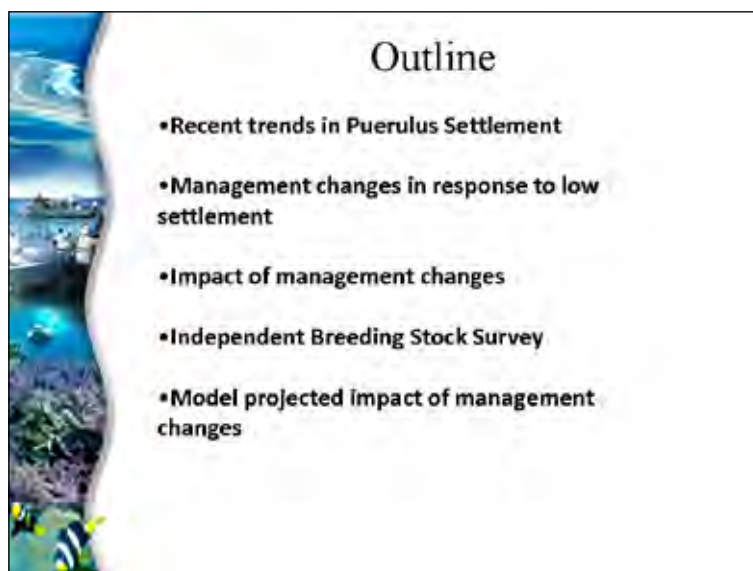 Outline
•Recent trends in Puerulus Settlement
•Management changes in response to low
settlement
•Impact of management changes
•Independent Breeding Stock Survey
•Model projected impact of management
changes